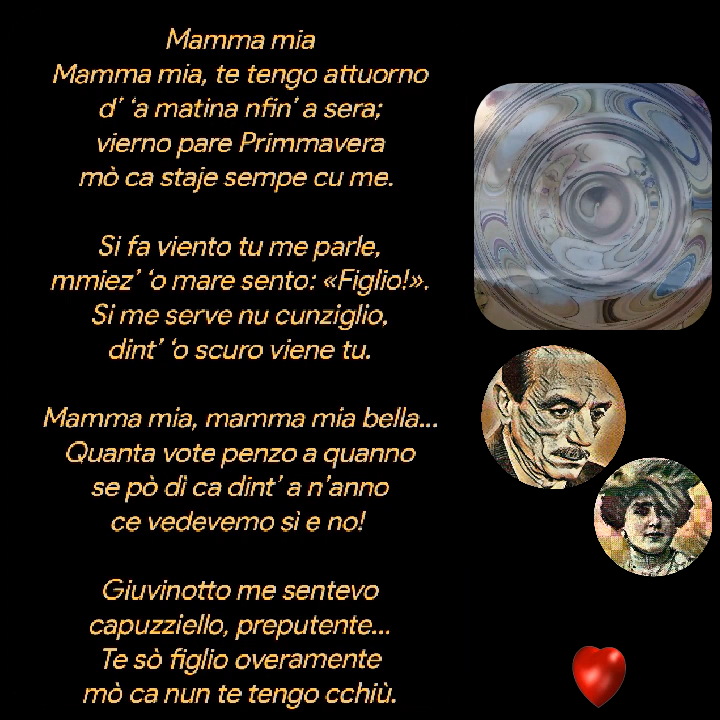 Mamma mia
Mamma mia, te tengo attuorno
d’ ‘a matina nfin’ a sera;
vierno pare Primmavera
mò ca staje sempe cu me.
Si fa viento tu me parle,
mmiez’ ‘o mare sento: «Figlio!».
Si me serve nu cunziglio,
dint’ ‘o scuro viene tu.
Mamma mia, mamma mia bella...
Quanta vote penzo a quanno
se pò dì ca dint’ a n’anno
ce vedevemo sì e no!
Giuvinotto me sentevo
capuzziello, preputente...
Te sò figlio overamente
mò ca nun te tengo cchiù.